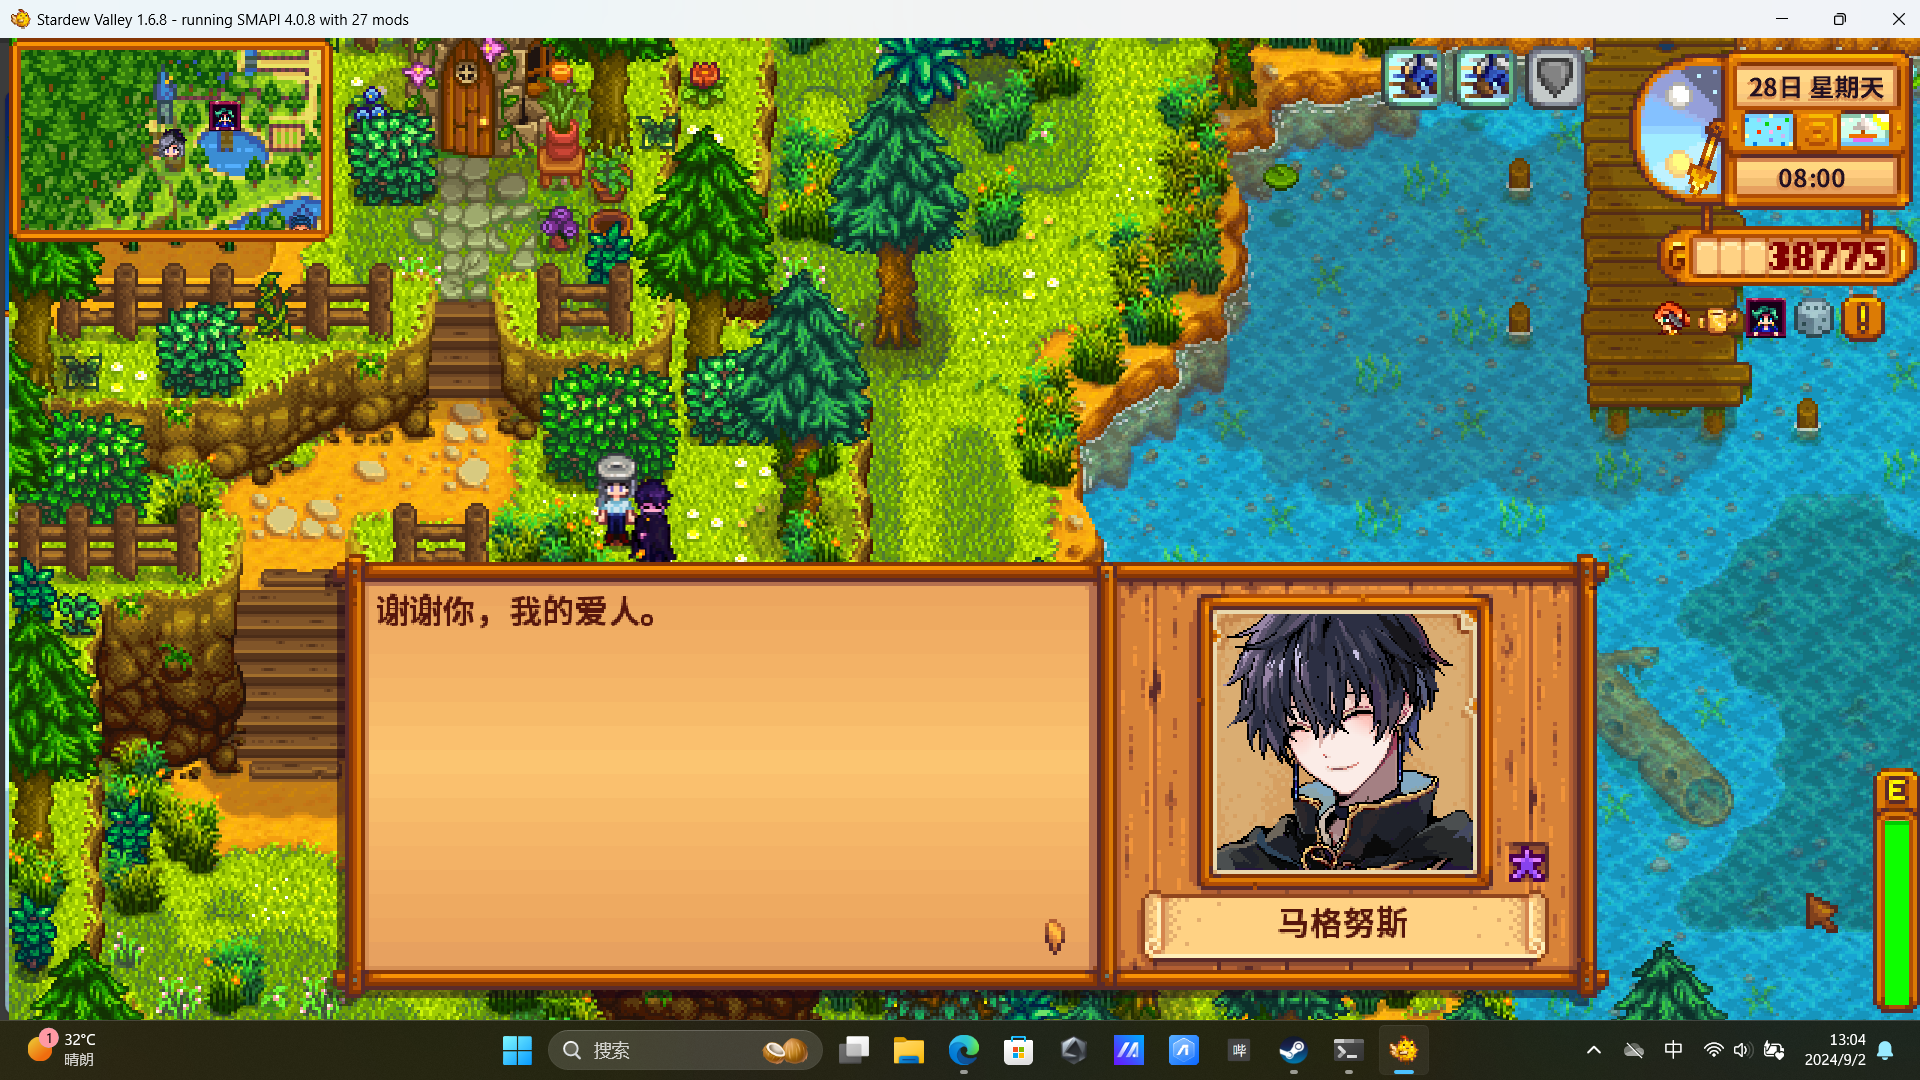 Stardew Valley 1.6.8 - running SMAPI 4.0.8 with 27 mods
28日 星期天
08:00
G 38775
!
谢谢你，我的爱人。
马格努斯
E
1
32°C
晴朗
搜索
哔
中
13:04
2024/9/2